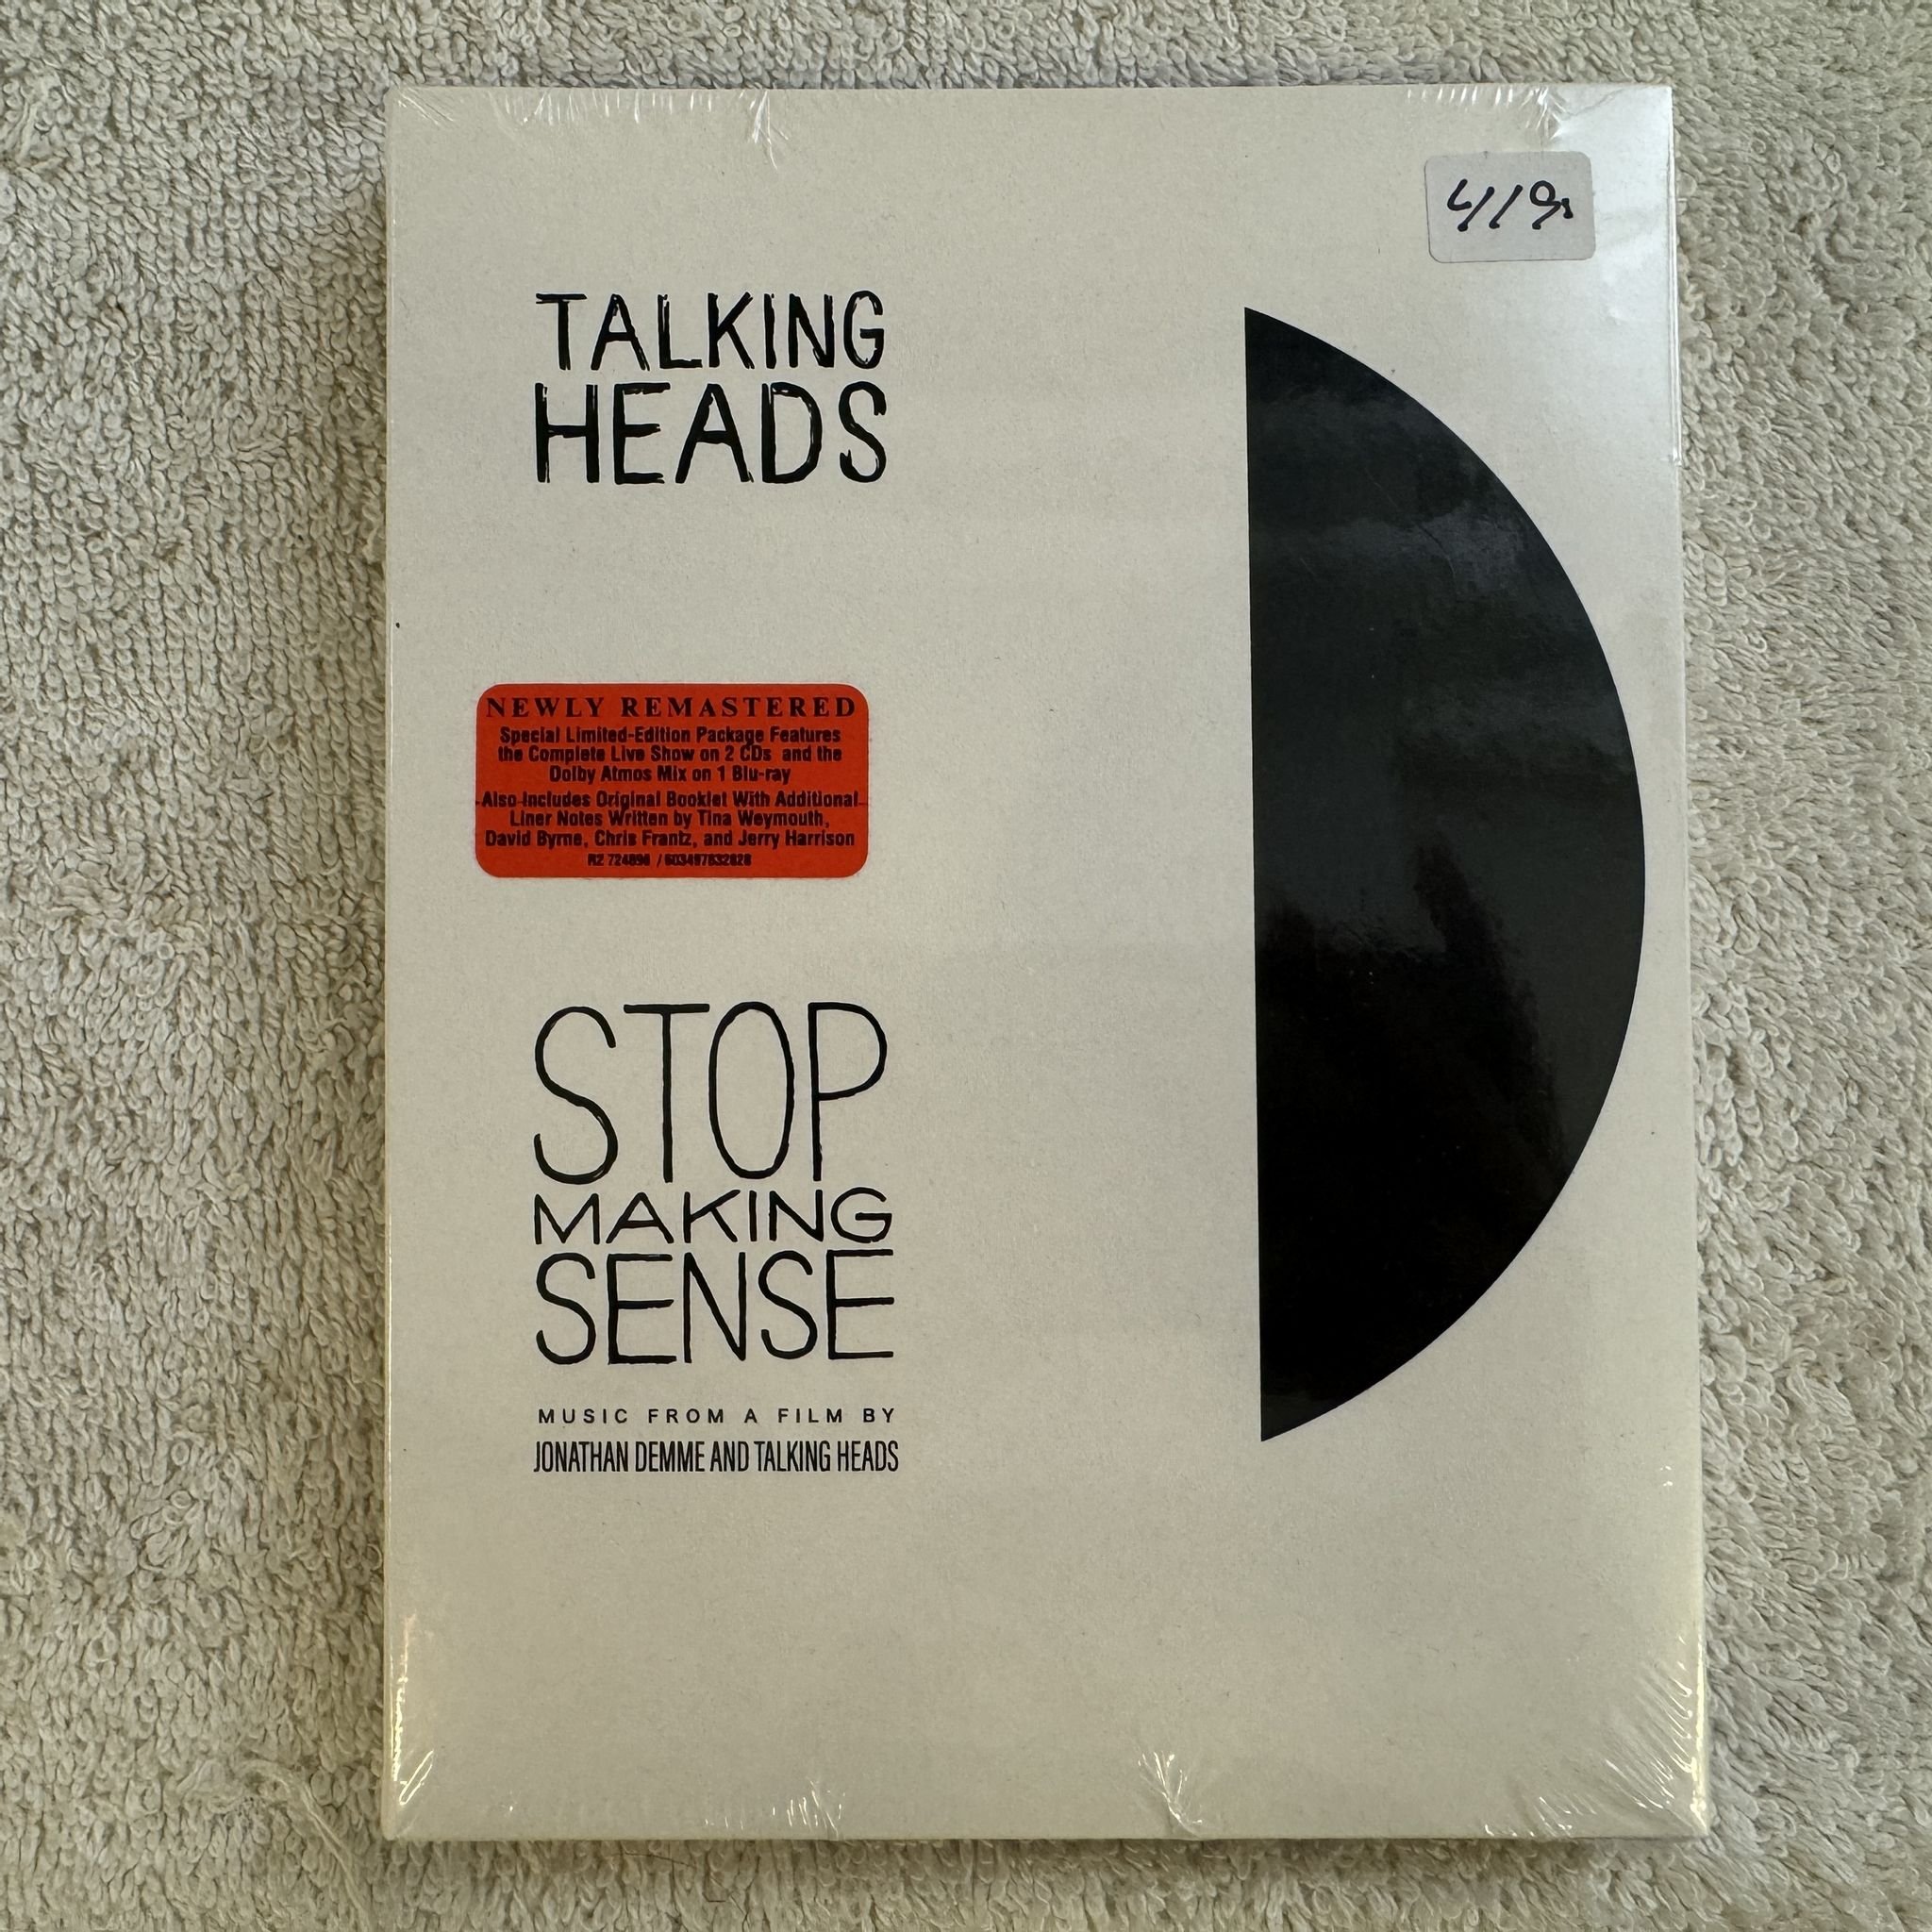 419:
TALKING
HEADS
NEWLY REMASTERED
Special Limited-Edition Package Features
the Complete Live Show on 2 CDs and the
Dolby Atmos Mix on 1 Blu-ray
Also Includes Original Booklet With Additional
Liner Notes Written by Tina Weymouth,
David Byrne, Chris Frantz, and Jerry Harrison
STOP
MAKING
SENSE
MUSIC FROM A FILM BY
JONATHAN DEMME AND TALKING HEADS